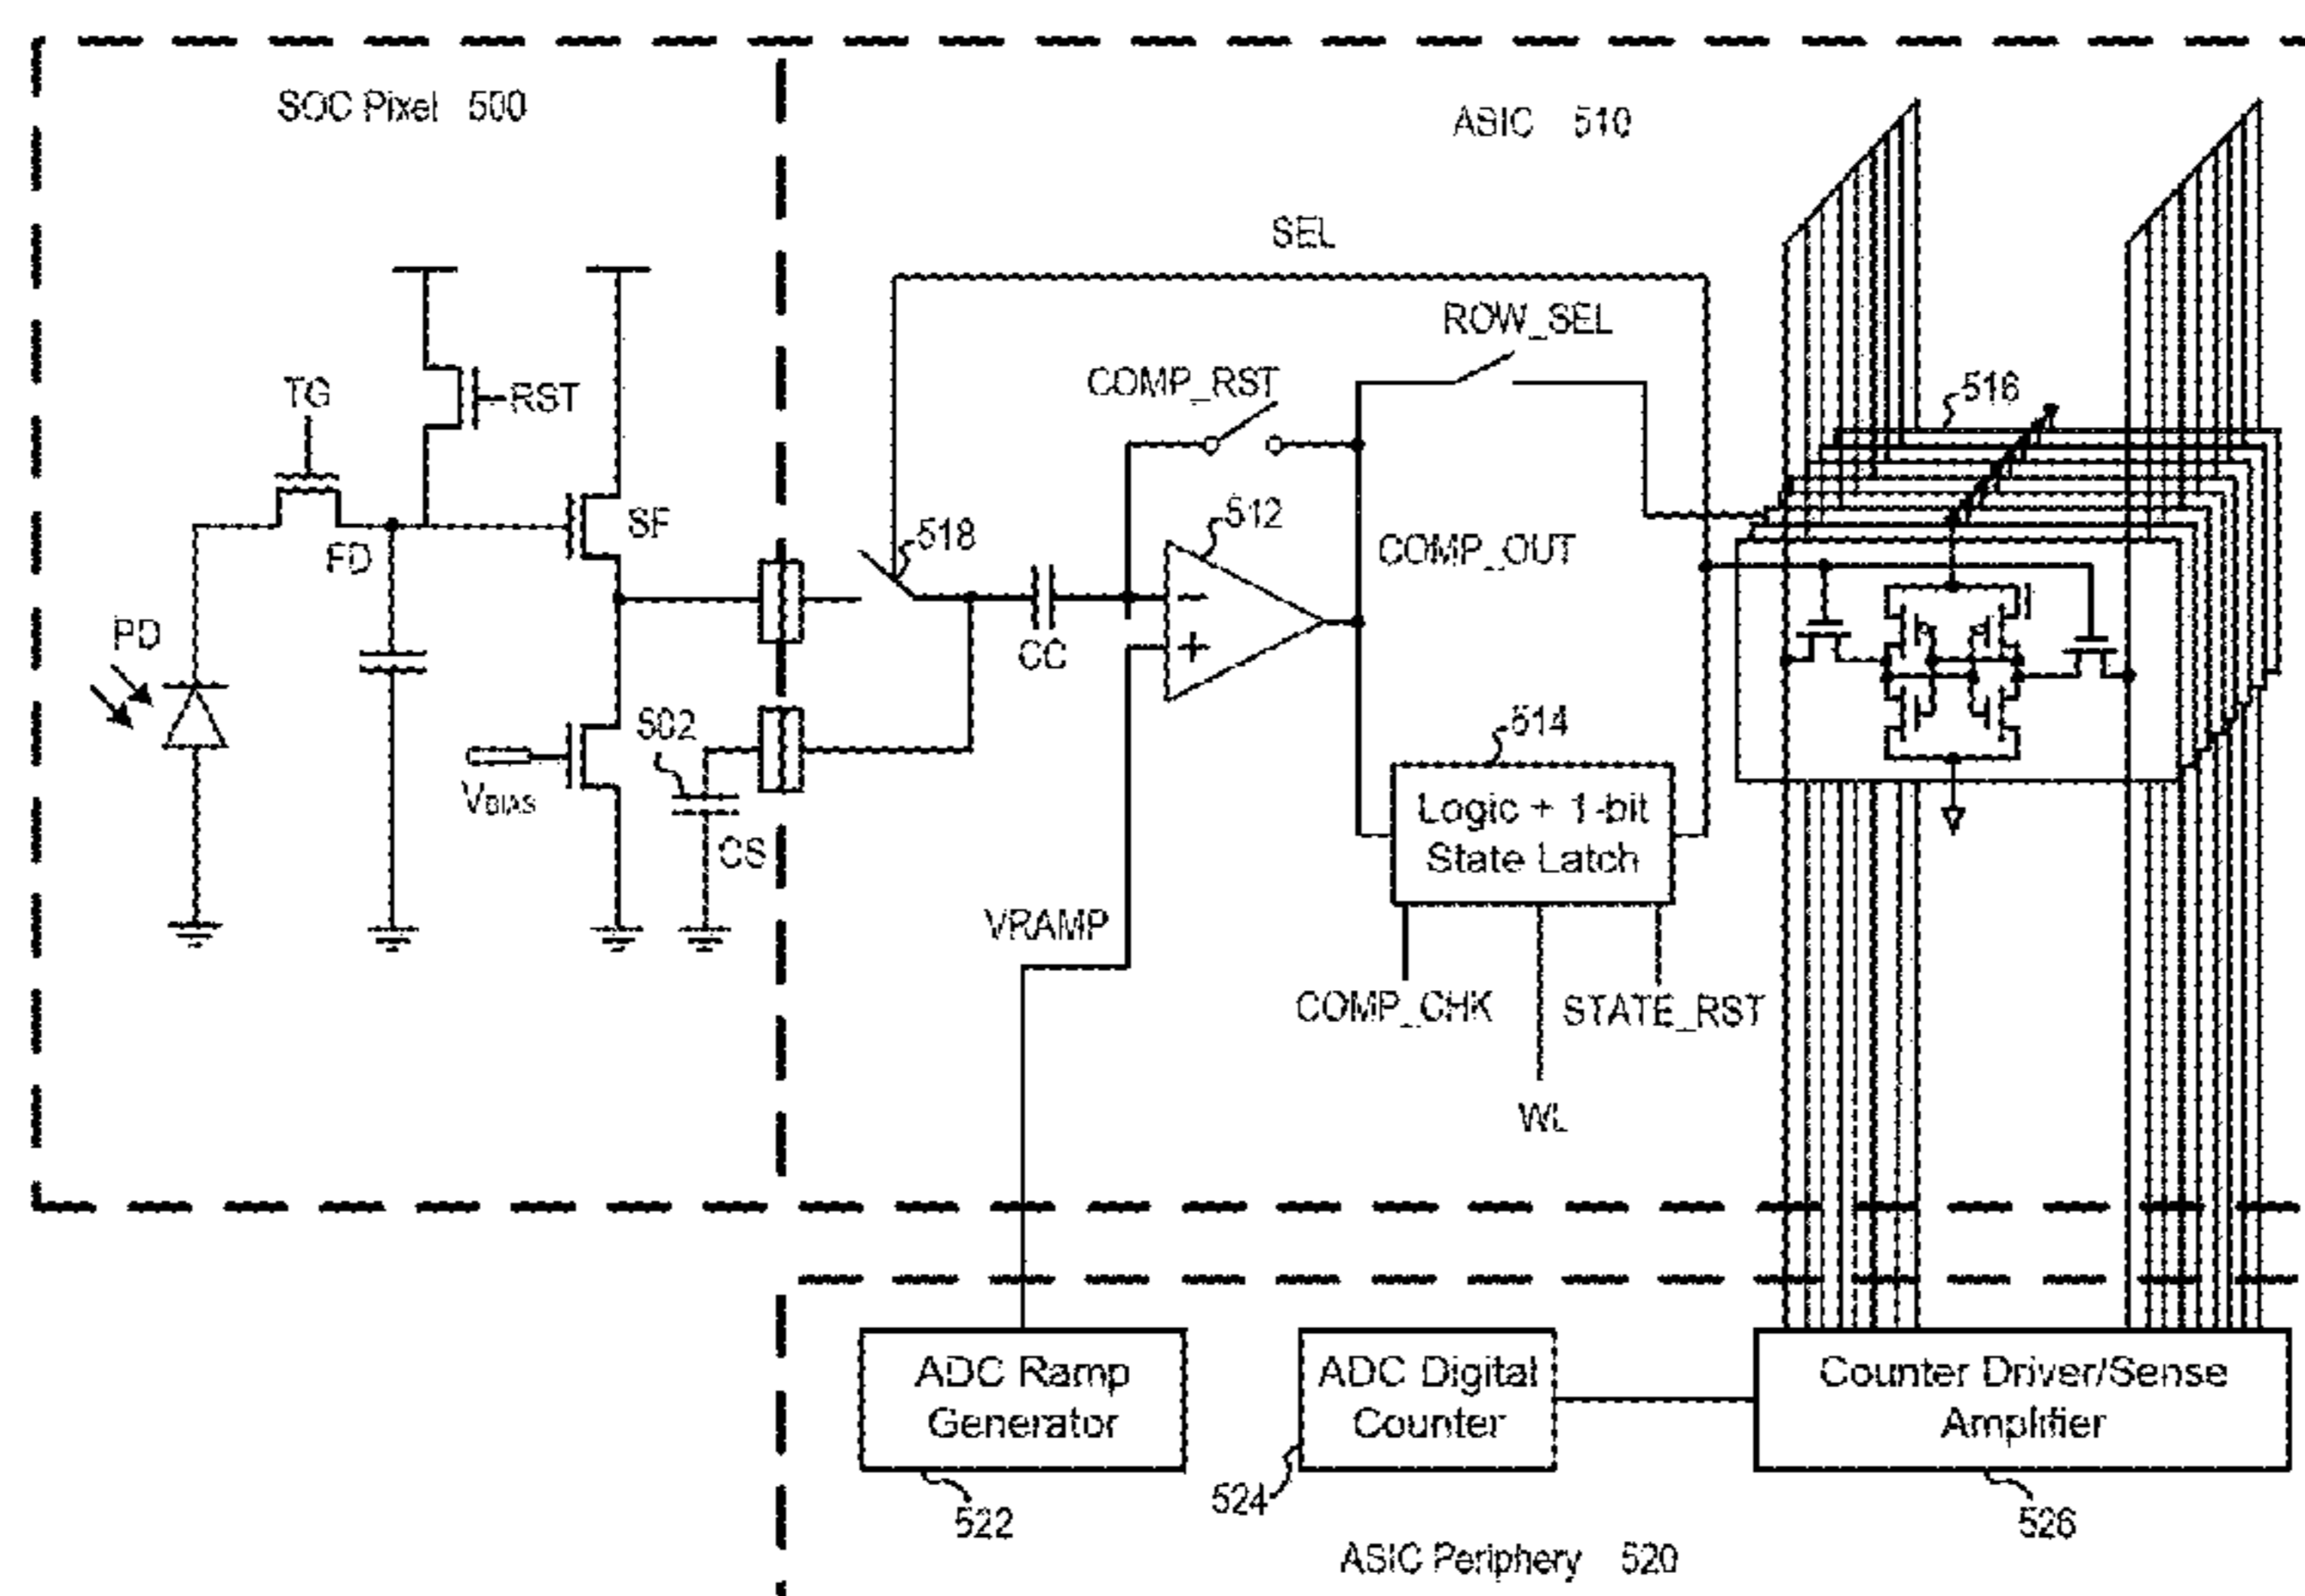 SOC Pixel 500
ASIC 510
SEL
ROW_SEL
COMP_RST
TG
RST
516
SF
518
512
FD
COMP_OUT
PD
CC
502
514
VBIAS
CS
Logic + 1-bit
State Latch
VRAMP
COMP_CHK
STATE_RST
WL
ADC Ramp
Generator
ADC Digital
Counter
Counter Driver/Sense
Amplifier
522
524
526
ASIC Periphery 520